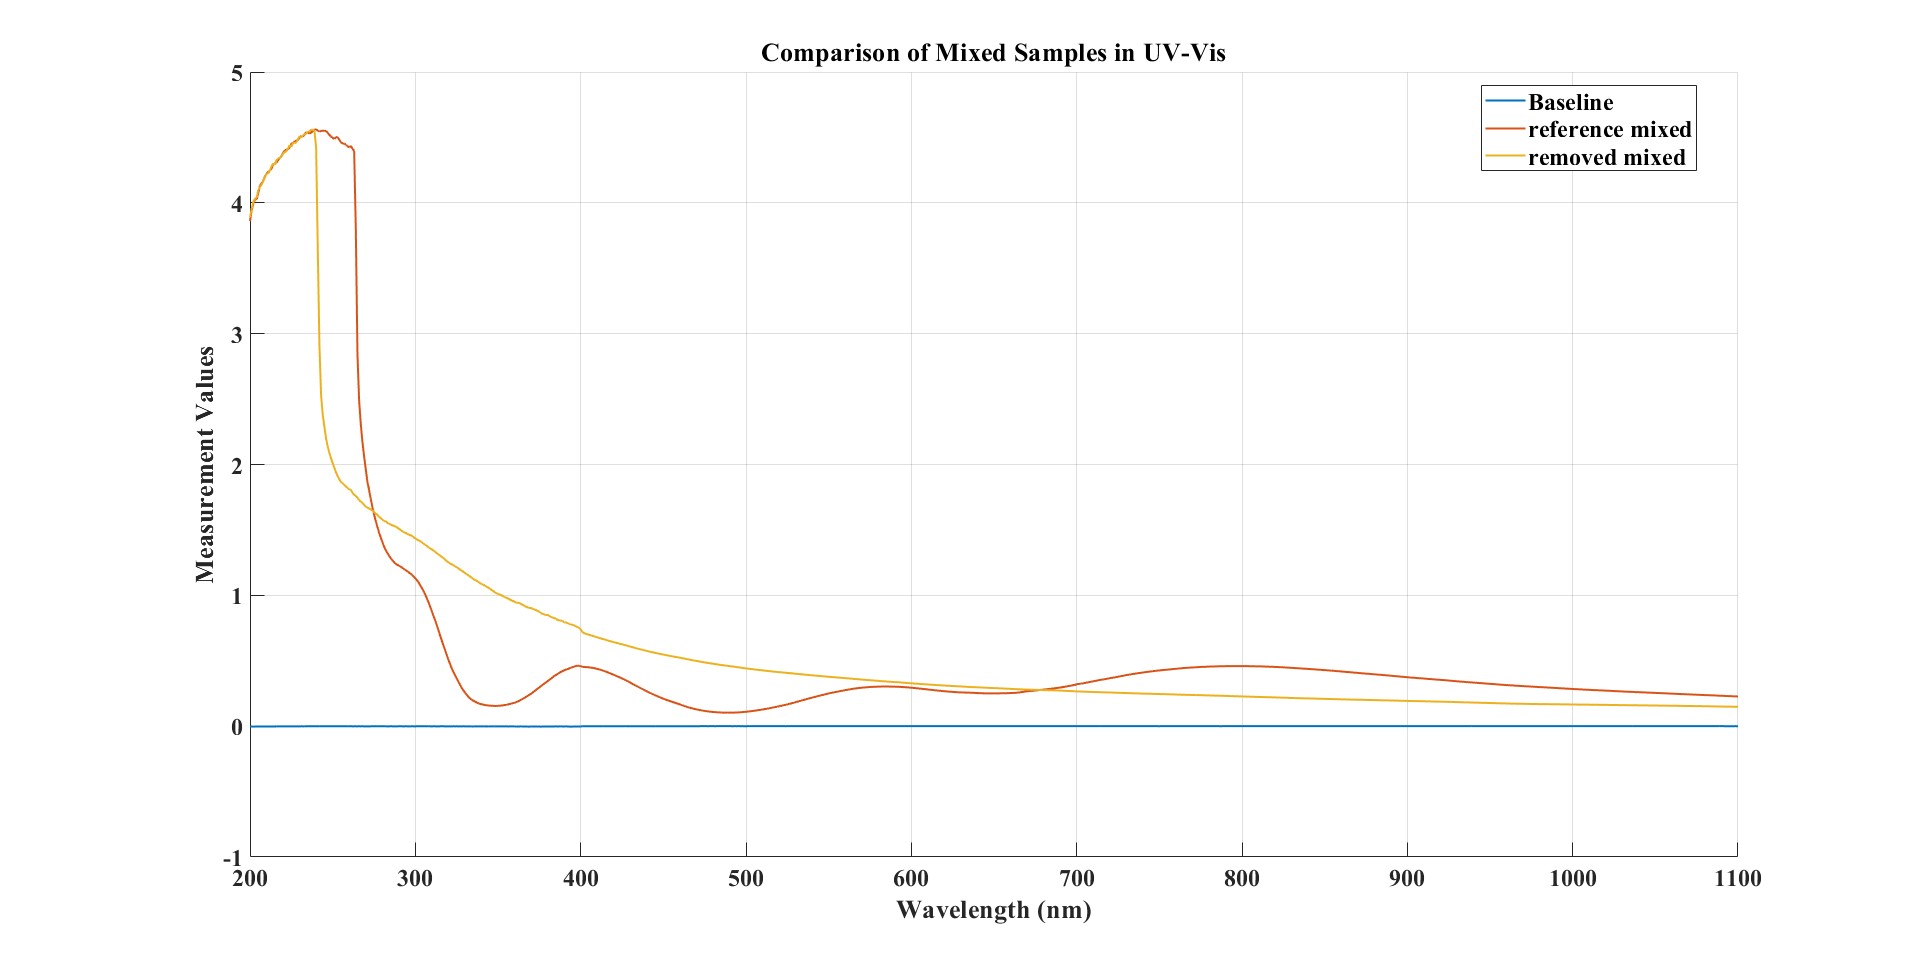 Comparison of Mixed Samples in UV-Vis
Baseline
reference mixed
removed mixed
Measurement Values
5
4
3
2
1
0
-1
200 300 400 500 600 700 800 900 1000 1100
Wavelength (nm)